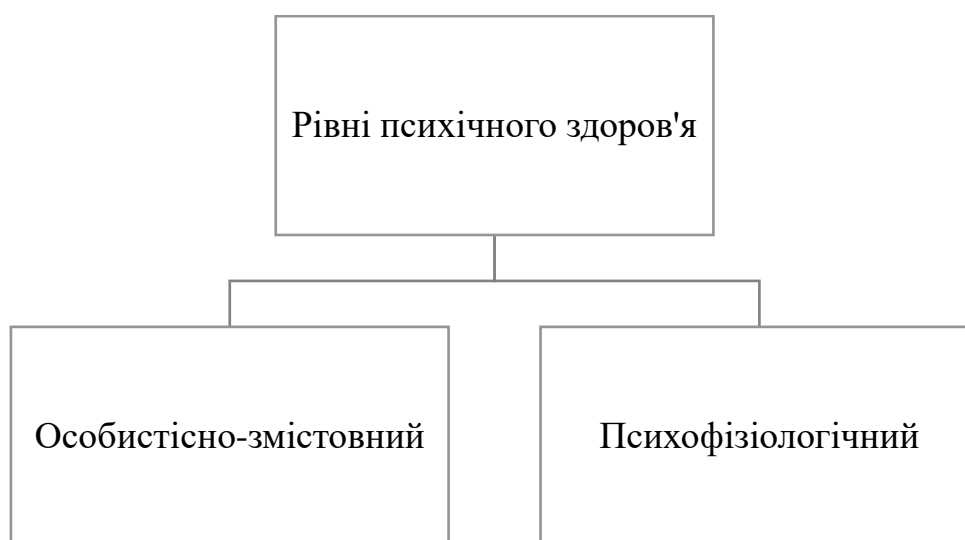 Рівні психічного здоров'я
Особистісно-змістовний
Психофізіологічний